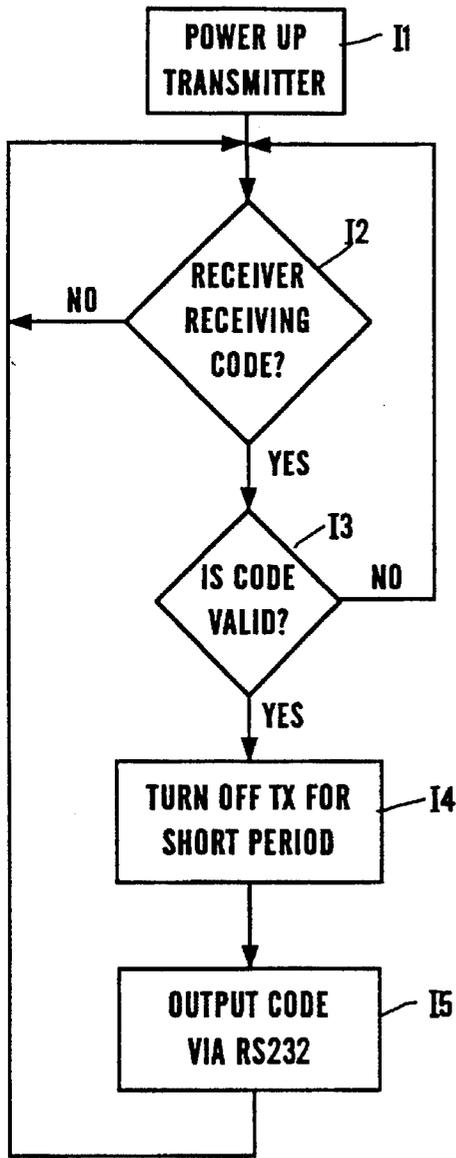 POWER UP
TRANSMITTER
I1
I2
RECEIVER
RECEIVING
CODE?
NO
YES
I3
IS CODE
VALID?
NO
YES
TURN OFF TX FOR
SHORT PERIOD
I4
OUTPUT CODE
VIA RS232
I5